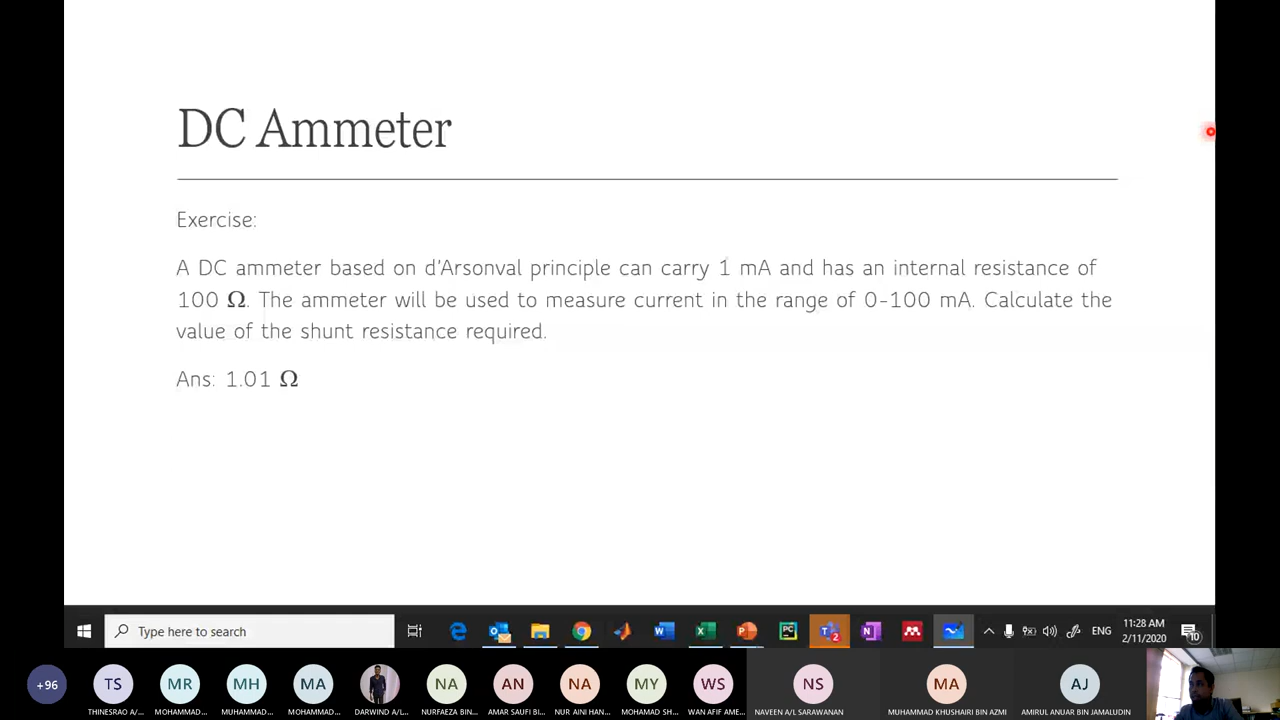 DC Ammeter
Exercise:
A DC ammeter based on d’Arsonval principle can carry 1 mA and has an internal resistance of
100 Ω. The ammeter will be used to measure current in the range of 0-100 mA. Calculate the
value of the shunt resistance required.
Ans: 1.01 Ω
Type here to search
2
ENG
11:28 AM
2/11/2020
10
+96
TS
MR
MH
MA
NA
AN
NA
MY
WS
NS
MA
AJ
THINESRAO A/...
MOHAMMAD...
MUHAMMAD...
MOHAMMAD...
DARWIND A/L...
NURFAEZA BIN...
AMAR SAUFI BI...
NUR AINI HAN...
MOHAMAD SH...
WAN AFIF AME...
NAVEEN A/L SARAWANAN
MUHAMMAD KHUSHAIRI BIN AZMI
AMIRUL ANUAR BIN JAMALUDIN